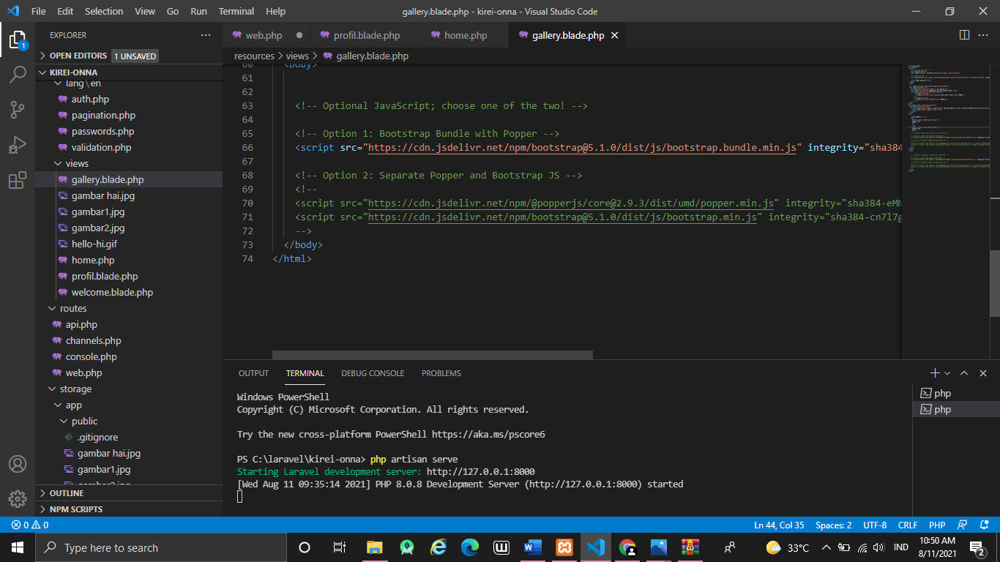 File Edit Selection View Go Run Terminal Help
gallery.blade.php - kirei-onna - Visual Studio Code
EXPLORER
OPEN EDITORS 1 UNSAVED
KIREI-ONNA
lang \ en
auth.php
pagination.php
passwords.php
validation.php
views
gallery.blade.php
gambar hai.jpg
gambar1.jpg
gambar2.jpg
hello-hi.gif
home.php
profil.blade.php
welcome.blade.php
routes
api.php
channels.php
console.php
web.php
storage
app
public
.gitignore
gambar hai.jpg
gambar1.jpg
OUTLINE
NPM SCRIPTS
1
web.php
profil.blade.php
home.php
gallery.blade.php
resources > views > gallery.blade.php
60 <body>
61
62
63 <!-- Optional JavaScript; choose one of the two! -->
64
65 <!-- Option 1: Bootstrap Bundle with Popper -->
66 <script src="https://cdn.jsdelivr.net/npm/bootstrap@5.1.0/dist/js/bootstrap.bundle.min.js" integrity="sha384
67
68 <!-- Option 2: Separate Popper and Bootstrap JS -->
69 <!--
70 <script src="https://cdn.jsdelivr.net/npm/@popperjs/core@2.9.3/dist/umd/popper.min.js" integrity="sha384-eMN
71 <script src="https://cdn.jsdelivr.net/npm/bootstrap@5.1.0/dist/js/bootstrap.min.js" integrity="sha384-cn7l7g
72 -->
73 </body>
74 </html>
OUTPUT TERMINAL DEBUG CONSOLE PROBLEMS
Windows PowerShell
Copyright (C) Microsoft Corporation. All rights reserved.
Try the new cross-platform PowerShell https://aka.ms/pscore6
PS C:\laravel\kirei-onna> php artisan serve
Starting Laravel development server: http://127.0.0.1:8000
[Wed Aug 11 09:35:14 2021] PHP 8.0.8 Development Server (http://127.0.0.1:8000) started
php
php
0 0
Ln 44, Col 35 Spaces: 2 UTF-8 CRLF PHP
Type here to search
33°C
IND
10:50 AM
8/11/2021
2